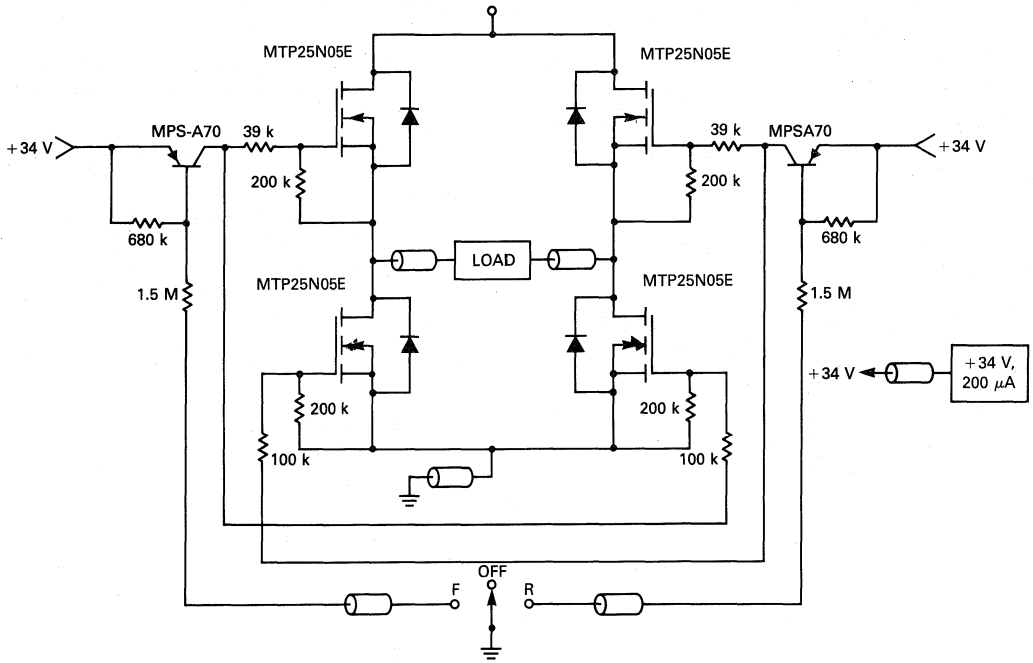 MTP25N05E
MTP25N05E
+34 V
MPS-A70
39 k
39 k
MPSA70
+34 V
200 k
200 k
680 k
680 k
LOAD
MTP25N05E
MTP25N05E
1.5 M
1.5 M
+34 V
+34 V,
200 μA
200 k
200 k
100 k
100 k
OFF
F
R